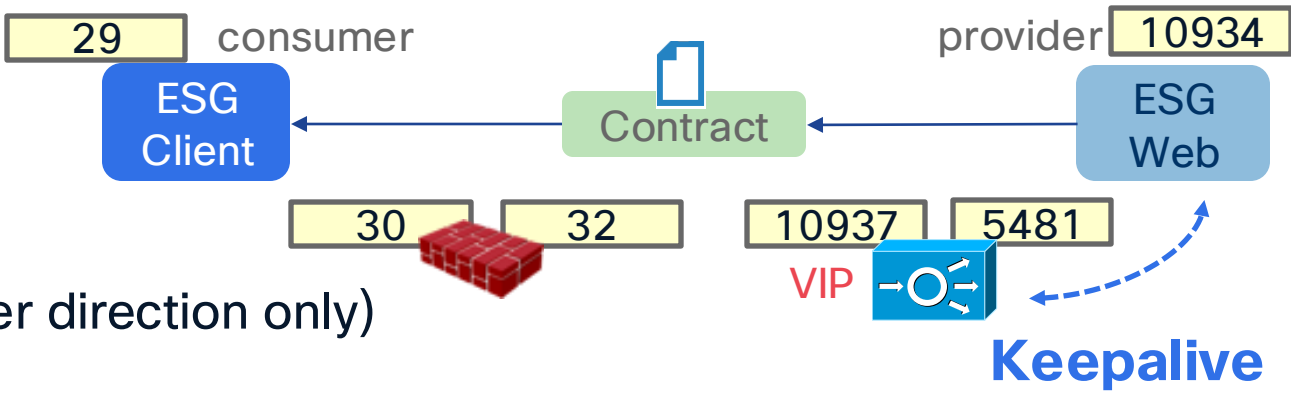 29 consumer provider 10934
ESG
Client
Contract
ESG
Web
30 32 10937 5481
VIP
er direction only)
Keepalive